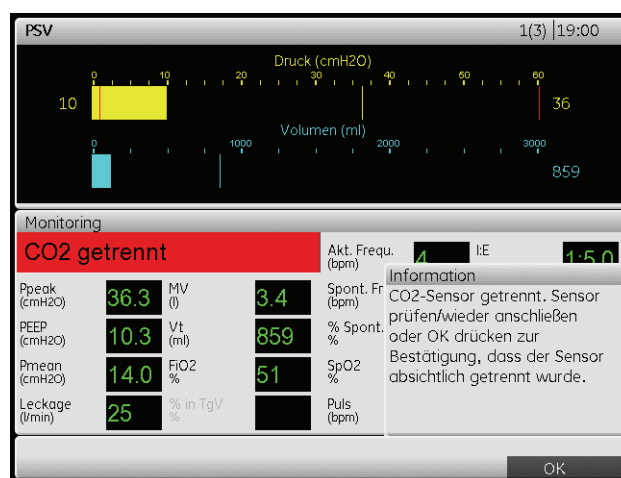 PSV 1(3) 19:00
Druck (cmH2O)
0 10 20 30 40 50 60
10 36
Volumen (ml)
0 1000 2000 3000
859
Monitoring
CO2 getrennt
Akt. Frequ. (bpm) 4 I:E 1:5.0
Ppeak (cmH2O) 36.3 MV (l) 3.4 Spont. Fr (bpm)
PEEP (cmH2O) 10.3 Vt (ml) 859 % Spont. %
Pmean (cmH2O) 14.0 FiO2 % 51 SpO2 %
Leckage (l/min) 25 % in TgV % Puls (bpm)
Information
CO2-Sensor getrennt. Sensor
prüfen/wieder anschließen
oder OK drücken zur
Bestätigung, dass der Sensor
absichtlich getrennt wurde.
OK